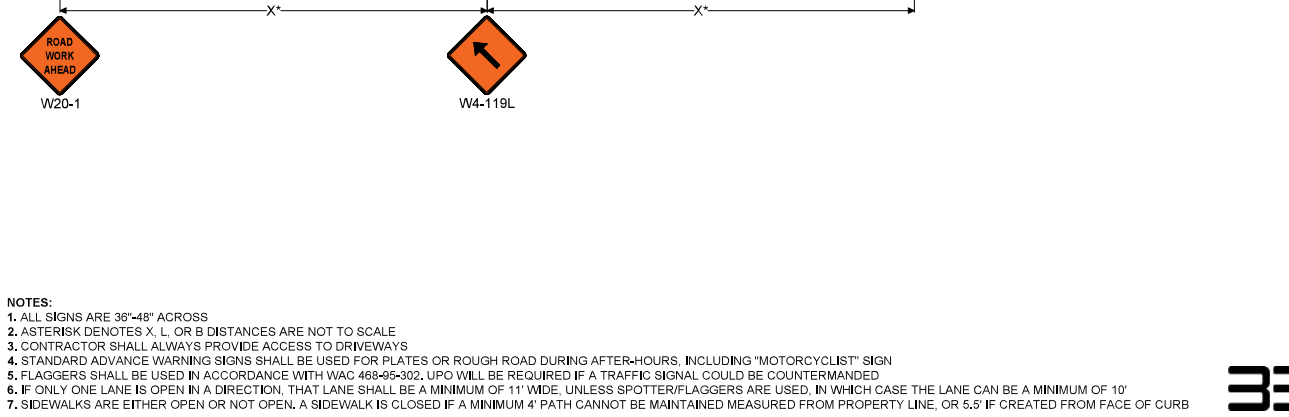 X*
X*
ROAD
WORK
AHEAD
W20-1
W4-119L
NOTES:
1. ALL SIGNS ARE 36"-48" ACROSS
2. ASTERISK DENOTES X, L, OR B DISTANCES ARE NOT TO SCALE
3. CONTRACTOR SHALL ALWAYS PROVIDE ACCESS TO DRIVEWAYS
4. STANDARD ADVANCE WARNING SIGNS SHALL BE USED FOR PLATES OR ROUGH ROAD DURING AFTER-HOURS, INCLUDING "MOTORCYCLIST" SIGN
5. FLAGGERS SHALL BE USED IN ACCORDANCE WITH WAC 468-95-302. UPO WILL BE REQUIRED IF A TRAFFIC SIGNAL COULD BE COUNTERMANDED
6. IF ONLY ONE LANE IS OPEN IN A DIRECTION, THAT LANE SHALL BE A MINIMUM OF 11' WIDE, UNLESS SPOTTER/FLAGGERS ARE USED, IN WHICH CASE THE LANE CAN BE A MINIMUM OF 10'
7. SIDEWALKS ARE EITHER OPEN OR NOT OPEN. A SIDEWALK IS CLOSED IF A MINIMUM 4' PATH CANNOT BE MAINTAINED MEASURED FROM PROPERTY LINE, OR 5.5' IF CREATED FROM FACE OF CURB